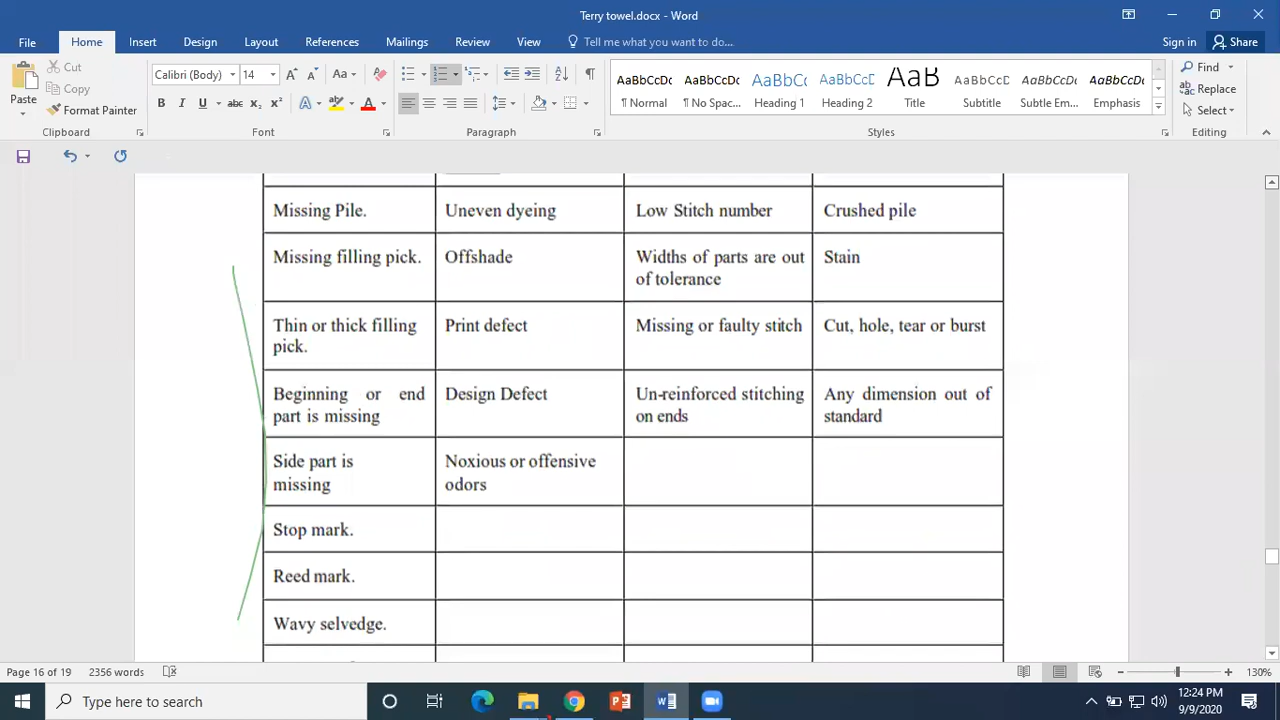 Terry towel.docx - Word
File Home Insert Design Layout References Mailings Review View Tell me what you want to do... Sign in Share
Paste Cut Copy Format Painter Clipboard
Calibri (Body) 14 Aa
B I U abc x₂ x² A A Font
Paragraph
AaBbCcDc AaBbCcDc AaBbCc AaBbCcD AaB AaBbCcD AaBbCcDc AaBbCcDc
¶ Normal ¶ No Spac... Heading Heading 2 Title Subtitle Subtle Em... Emphasis
Styles
Find Replace Select Editing
Missing Pile. Uneven dyeing Low Stitch number Crushed pile
Missing filling pick. Offshade Widths of parts are out Stain
of tolerance
Thin or thick filling Print defect Missing or faulty stitch Cut, hole, tear or burst
pick.
Beginning or end Design Defect Un-reinforced stitching Any dimension out of
part is missing on ends standard
Side part is Noxious or offensive
missing odors
Stop mark.
Reed mark.
Wavy selvedge.
Page 16 of 19 2356 words 130%
Type here to search 12:24 PM
9/9/2020